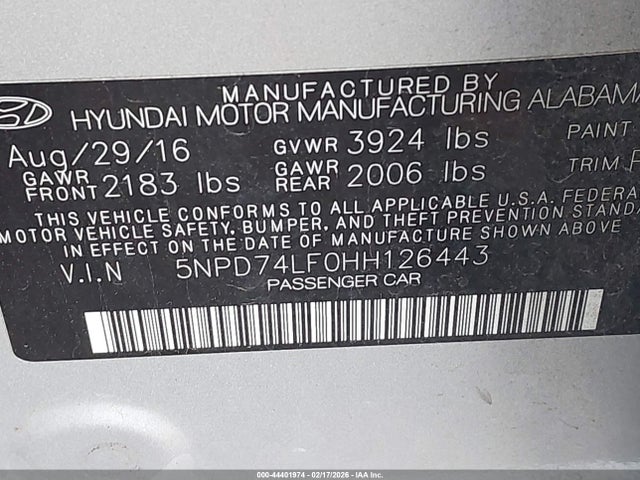 MANUFACTURED BY
HYUNDAI MOTOR MANUFACTURING ALABAMA
Aug/29/16 GVWR 3924 lbs PAINT
GAWR FRONT 2183 lbs GAWR REAR 2006 lbs TRIM
THIS VEHICLE CONFORMS TO ALL APPLICABLE U.S.A. FEDERA
MOTOR VEHICLE SAFETY, BUMPER, AND THEFT PREVENTION STANDA
IN EFFECT ON THE DATE OF MANUFACTURE SHOWN ABOVE
V.I.N 5NPD74LF0HH126443
PASSENGER CAR
000-44401974 - 02/17/2026 - IAA Inc.